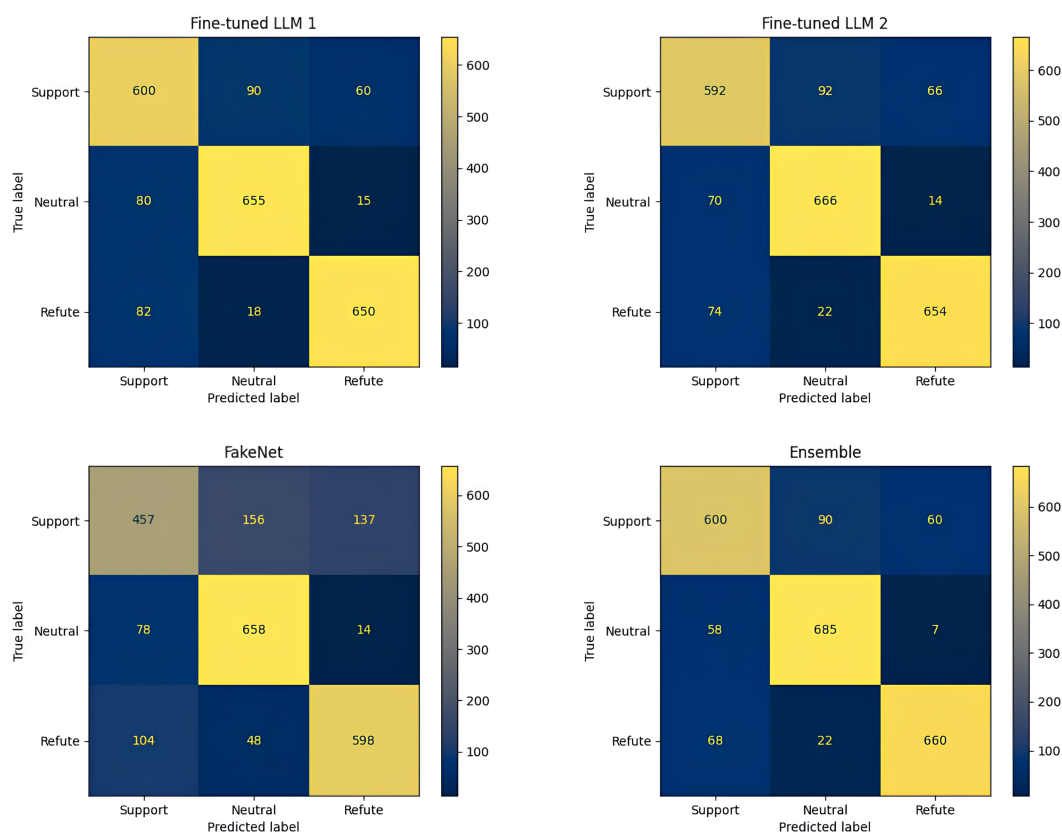 Fine-tuned LLM 1
Support 600 90 60
Neutral 80 655 15
Refute 82 18 650
Support Neutral Refute
Predicted label
True label
600
500
400
300
200
100
Fine-tuned LLM 2
Support 592 92 66
Neutral 70 666 14
Refute 74 22 654
Support Neutral Refute
Predicted label
True label
600
500
400
300
200
100
FakeNet
Support 457 156 137
Neutral 78 658 14
Refute 104 48 598
Support Neutral Refute
Predicted label
True label
600
500
400
300
200
100
Ensemble
Support 600 90 60
Neutral 58 685 7
Refute 68 22 660
Support Neutral Refute
Predicted label
True label
600
500
400
300
200
100